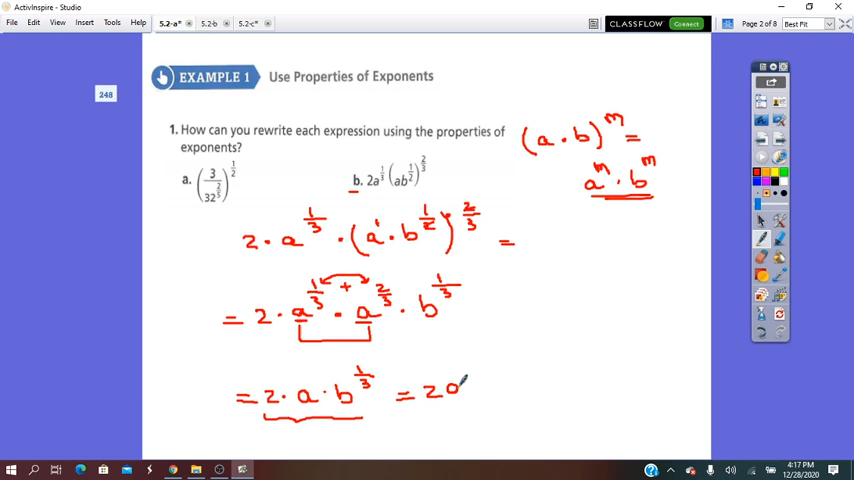 ActivInspire - Studio
File Edit View Insert Tools Help
5.2-a* 5.2-b 5.2-c*
CLASSFLOW Connect Page 2 of 8 Best Fit
248
EXAMPLE 1 Use Properties of Exponents
1. How can you rewrite each expression using the properties of
exponents?
a. (3/32^(2/5))^(1/2) b. 2a^(1/3)(ab^(1/2))^(2/3)
(a · b)^m =
a^m · b^m
2 · a^(1/3) · (a^1 · b^(1/2))^(2/3) =
= 2 · a^(1/3) + · a^(2/3) · b^(1/3)
= 2 · a · b^(1/3) = 2a
4:17 PM
12/28/2020